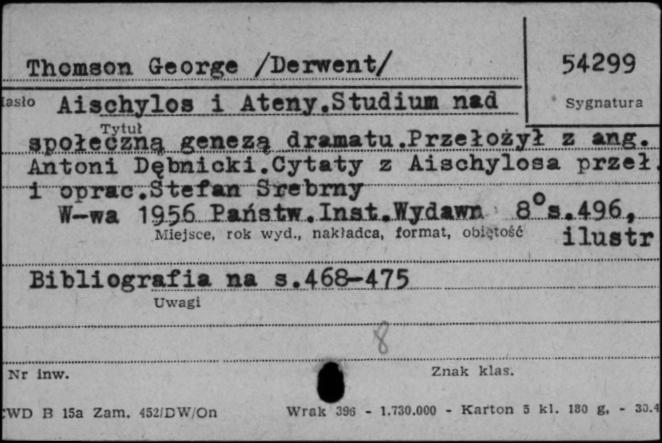 Thomson George /Derwent/
54299
Sygnatura
Aischylos i Ateny.Studium nad
Tytuł
społeczną genezą dramatu.Przełożył z ang.
Antoni Dębnicki.Cytaty z Aischylosa przeł.
i oprac.Stefan Srebrny
W-wa 1956 Państw.Inst.Wydawn 8° s.496,
Miejsce, rok wyd., nakładca, format, objętość
ilustr
Bibliografia na s.468-475
Uwagi
8
Nr inw.
Znak klas.
WD B 15a Zam. 452/DW/On
Wrak 396 - 1.730.000 - Karton 5 kl. 180 g. - 30.4